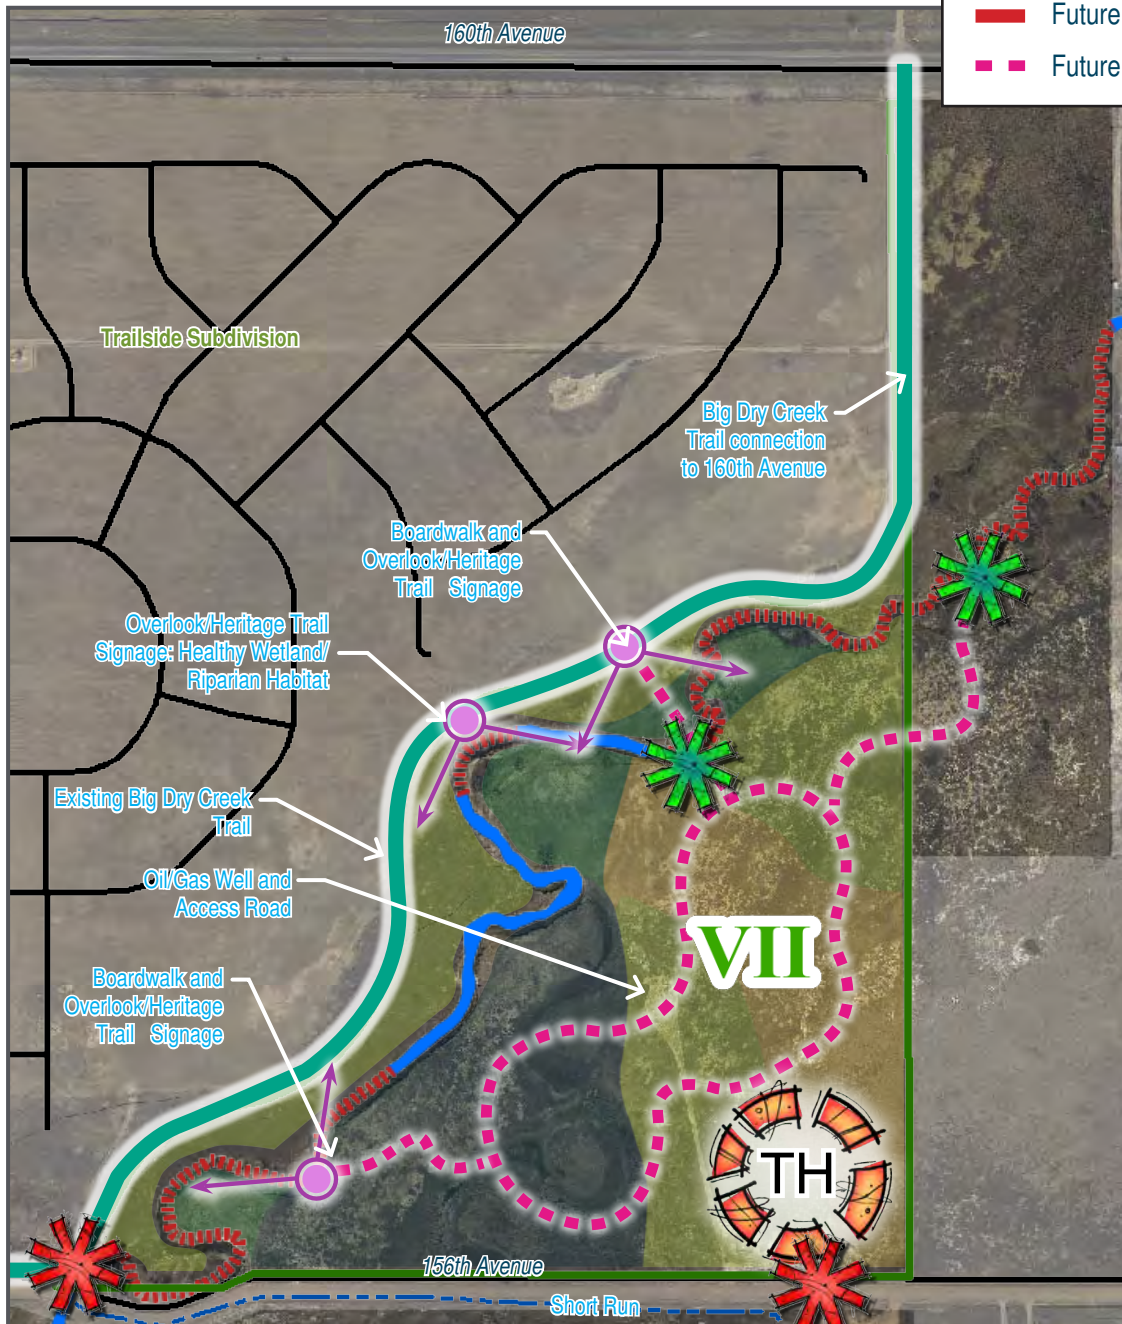 160th Avenue
Future
Future
Trailside Subdivision
Big Dry Creek
Trail connection
to 160th Avenue
Boardwalk and
Overlook/Heritage
Trail Signage
Overlook/Heritage Trail
Signage: Healthy Wetland/
Riparian Habitat
Existing Big Dry Creek
Trail
Oil/Gas Well and
Access Road
VII
Boardwalk and
Overlook/Heritage
Trail Signage
TH
156th Avenue
Short Run